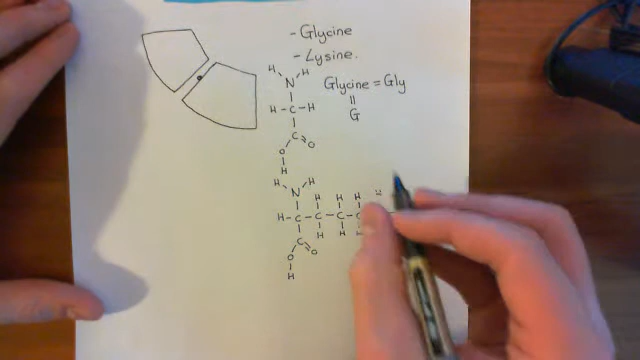 - Glycine
- Lysine.
Glycine = Gly
||
G
H H
N
H - C - H
C
O O
H
H H
N H H H H
H - C - C - C - C
C H H H
O O
H